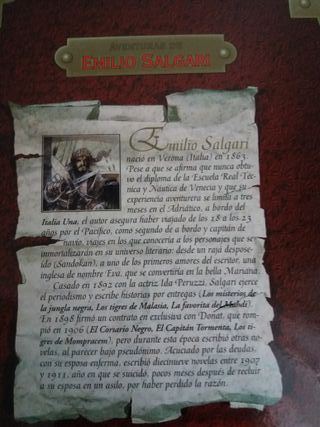 AVENTURAS DE
EMILIO SALGARI
Emilio Salgari
nació en Verona (Italia) en 1863.
Pese a que se afirma que nunca obtu-
vo el diploma de la Escuela Real Téc-
nica y Náutica de Venecia y que su
experiencia aventurera se limitó a tres
meses en el Adriático, a bordo del
Italia Una, el autor asegura haber viajado de los 18 a los 23
años por el Pacífico, como segundo de a bordo y capitán de
navío, viajes en los que conocería a los personajes que se
inmortalizarán en su universo literario: desde un rajá despose-
ído (Sandokán), a uno de los primeros amores del escritor, una
inglesa de nombre Eva, que se convertiría en la bella Mariana.
Casado en 1892 con la actriz Ida Peruzzi, Salgari ejerce
el periodismo y escribe historias por entregas (Los misterios de
la jungla negra, Los tigres de Malasia, La favorita del Mahdi).
En 1898 firmó un contrato en exclusiva con Donat, que rom-
pió en 1906 (El Corsario Negro, El Capitán Tormenta, Los ti-
gres de Mompracem), pero durante esta época escribió otras no-
velas, al parecer bajo pseudónimo. Acuciado por las deudas,
con su esposa enferma, escribió diecinueve novelas entre 1907
y 1911, año en que se suicidó, pocos meses después de recluir
a su esposa en un asilo, por haber perdido la razón.